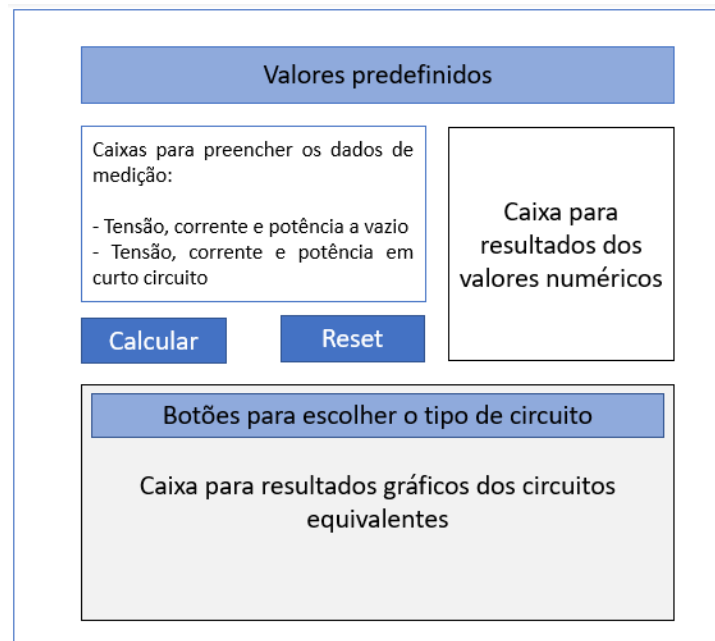 Valores predefinidos
Caixas para preencher os dados de
medição:
- Tensão, corrente e potência a vazio
- Tensão, corrente e potência em
curto circuito
Caixa para
resultados dos
valores numéricos
Calcular
Reset
Botões para escolher o tipo de circuito
Caixa para resultados gráficos dos circuitos
equivalentes